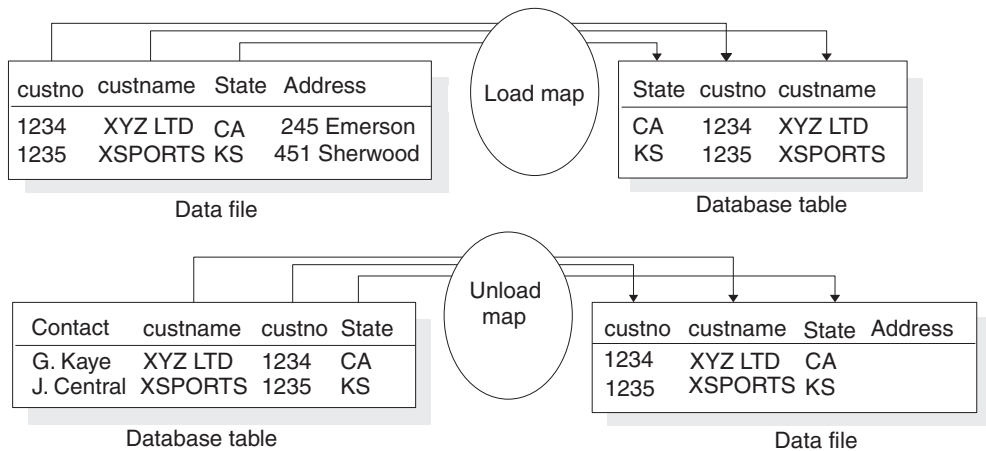 custno custname State Address
1234 XYZ LTD CA 245 Emerson
1235 XSPORTS KS 451 Sherwood
Data file
Load map
State custno custname
CA 1234 XYZ LTD
KS 1235 XSPORTS
Database table
Contact custname custno State
G. Kaye XYZ LTD 1234 CA
J. Central XSPORTS 1235 KS
Database table
Unload
map
custno custname State Address
1234 XYZ LTD CA
1235 XSPORTS KS
Data file